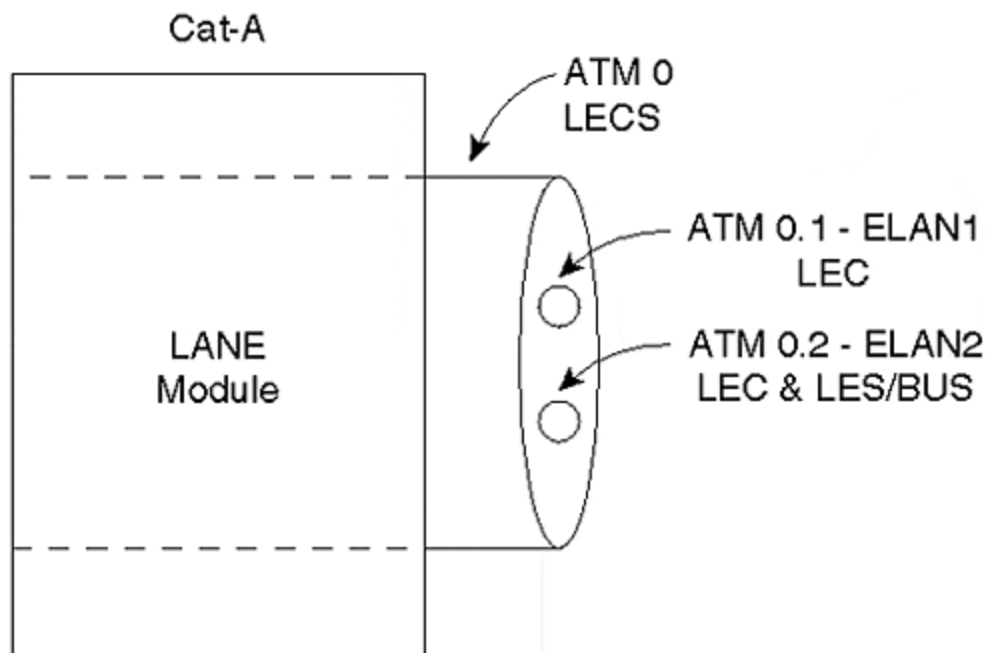 Cat-A
ATM 0
LECS
ATM 0.1 - ELAN1
LEC
LANE
Module
ATM 0.2 - ELAN2
LEC & LES/BUS